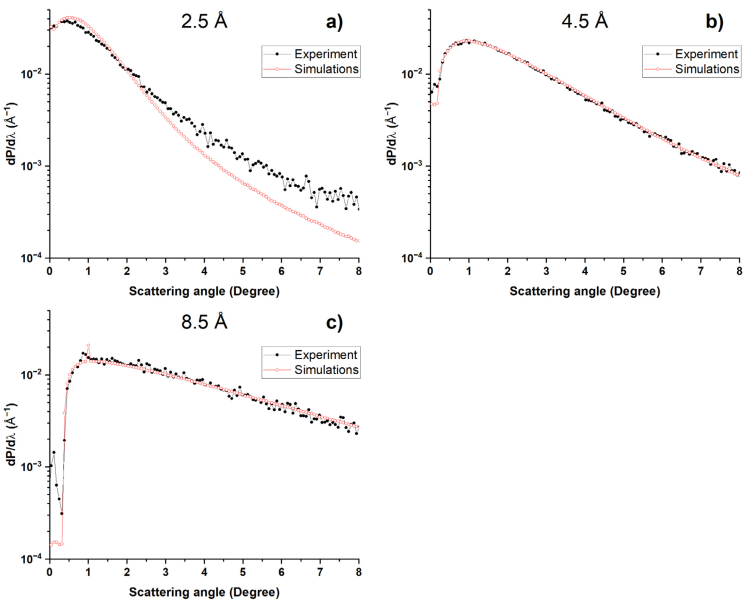 2.5 Å
a)
Experiment
Simulations
10⁻²
10⁻³
10⁻⁴
dP/dλ (Å⁻¹)
0 1 2 3 4 5 6 7 8
Scattering angle (Degree)
4.5 Å
b)
Experiment
Simulations
10⁻²
10⁻³
10⁻⁴
dP/dλ (Å⁻¹)
0 1 2 3 4 5 6 7 8
Scattering angle (Degree)
8.5 Å
c)
Experiment
Simulations
10⁻²
10⁻³
10⁻⁴
dP/dλ (Å⁻¹)
0 1 2 3 4 5 6 7 8
Scattering angle (Degree)